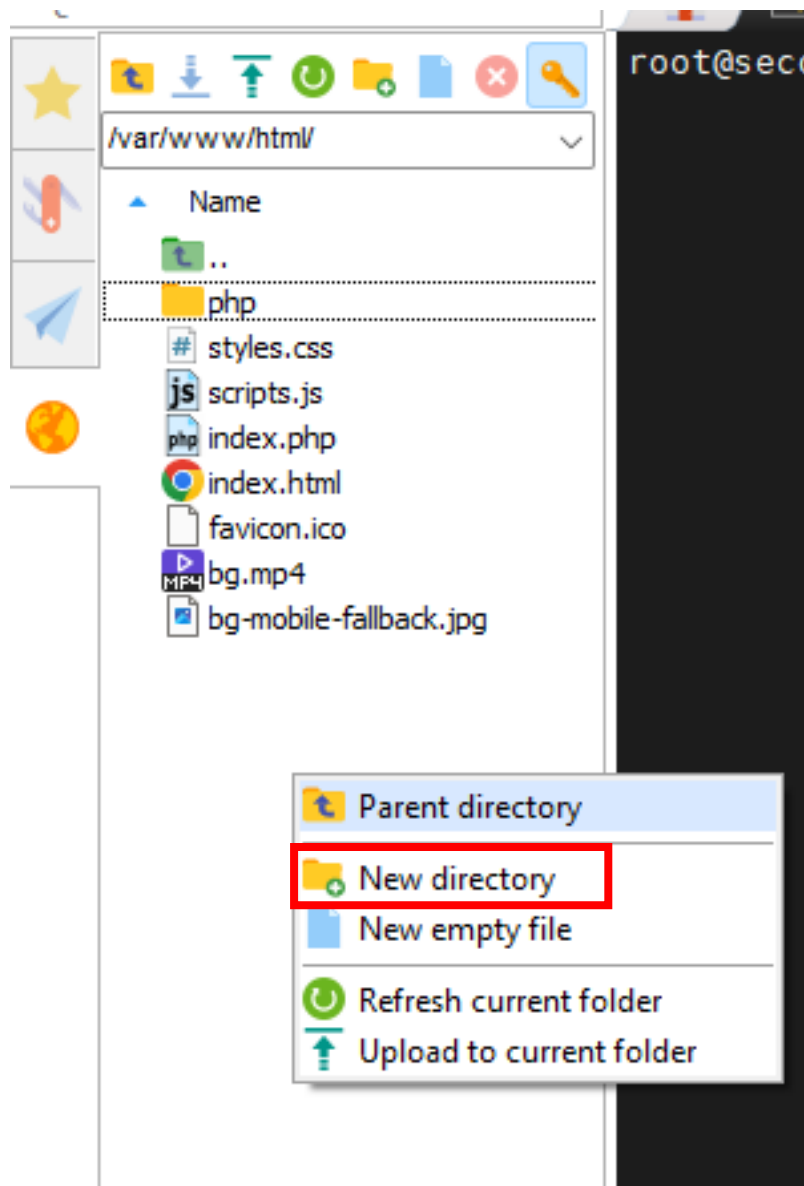 root@sec
/var/www/html/
Name
..
php
# styles.css
js scripts.js
php index.php
index.html
favicon.ico
MP4 bg.mp4
bg-mobile-fallback.jpg
Parent directory
New directory
New empty file
Refresh current folder
Upload to current folder